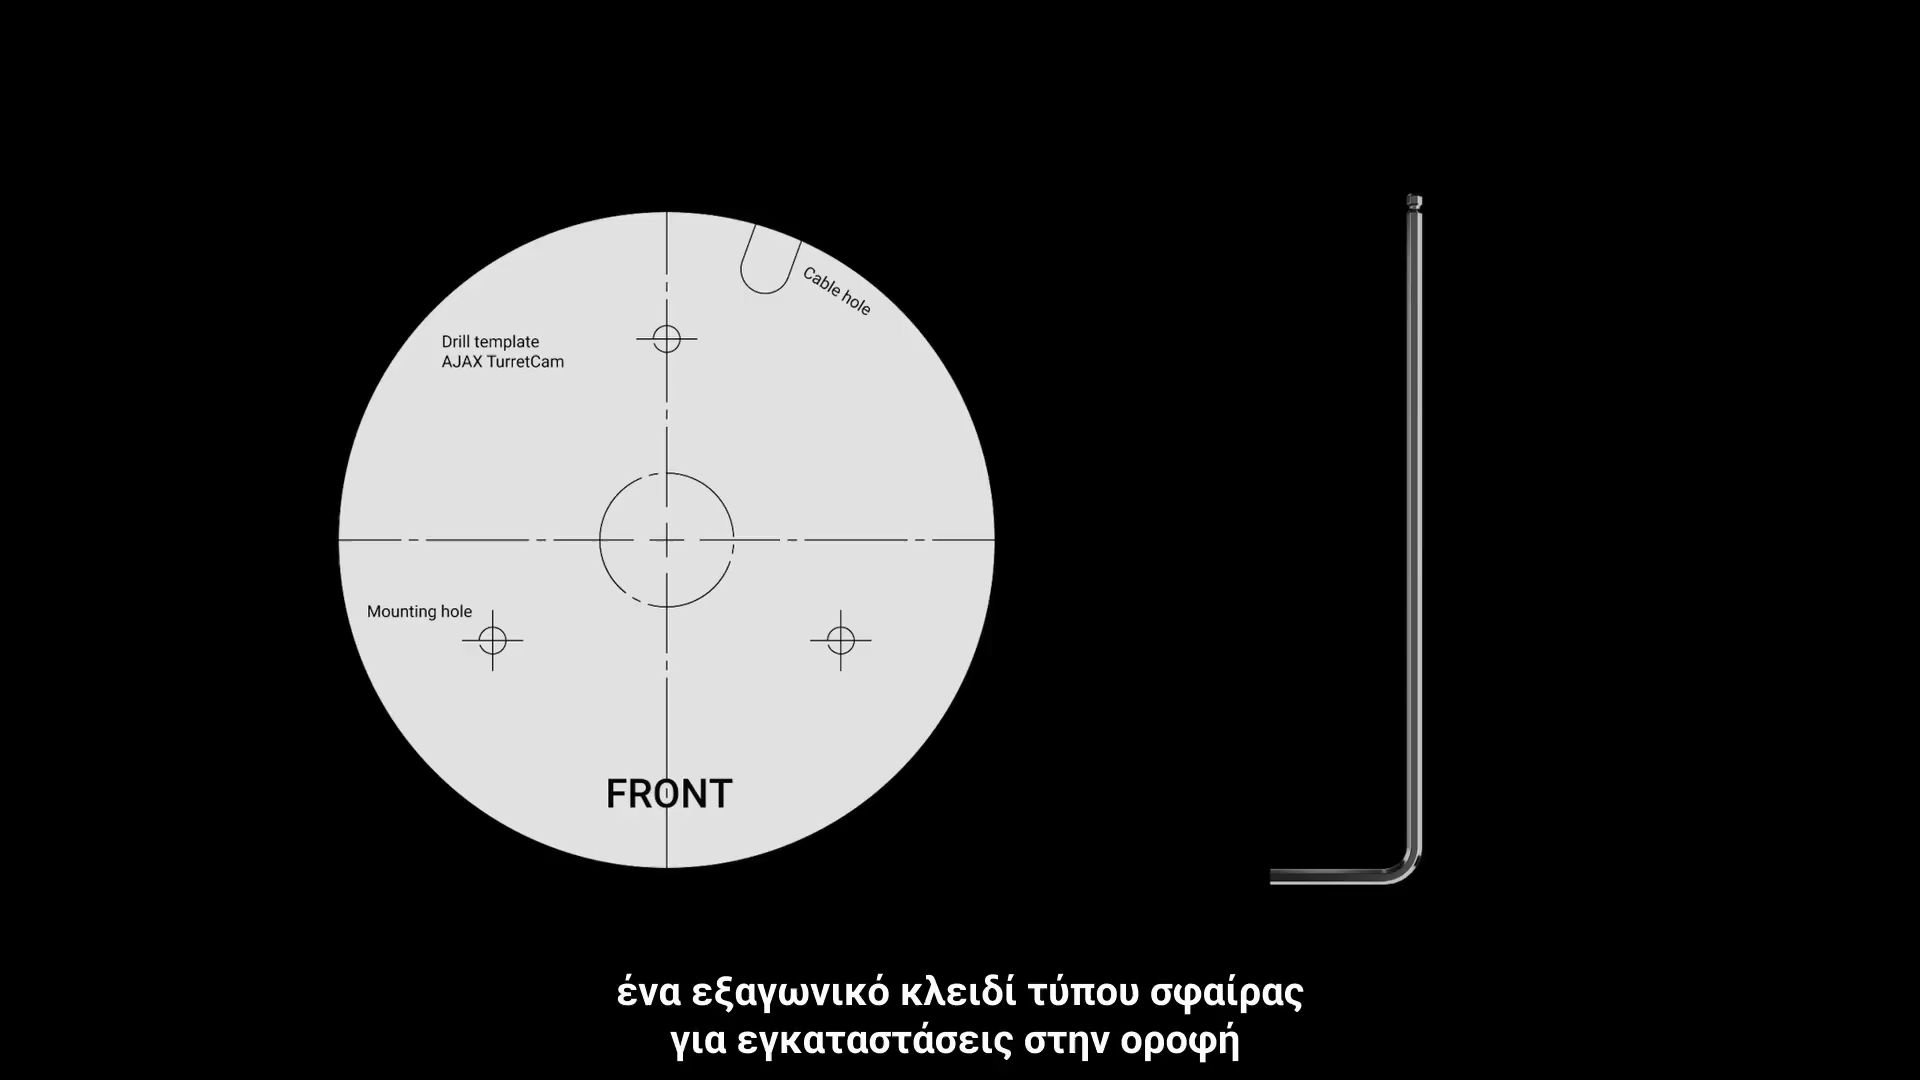 Cable hole
Drill template
AJAX TurretCam
Mounting hole
FRONT
ένα εξαγωνικό κλειδί τύπου σφαίρας
για εγκαταστάσεις στην οροφή